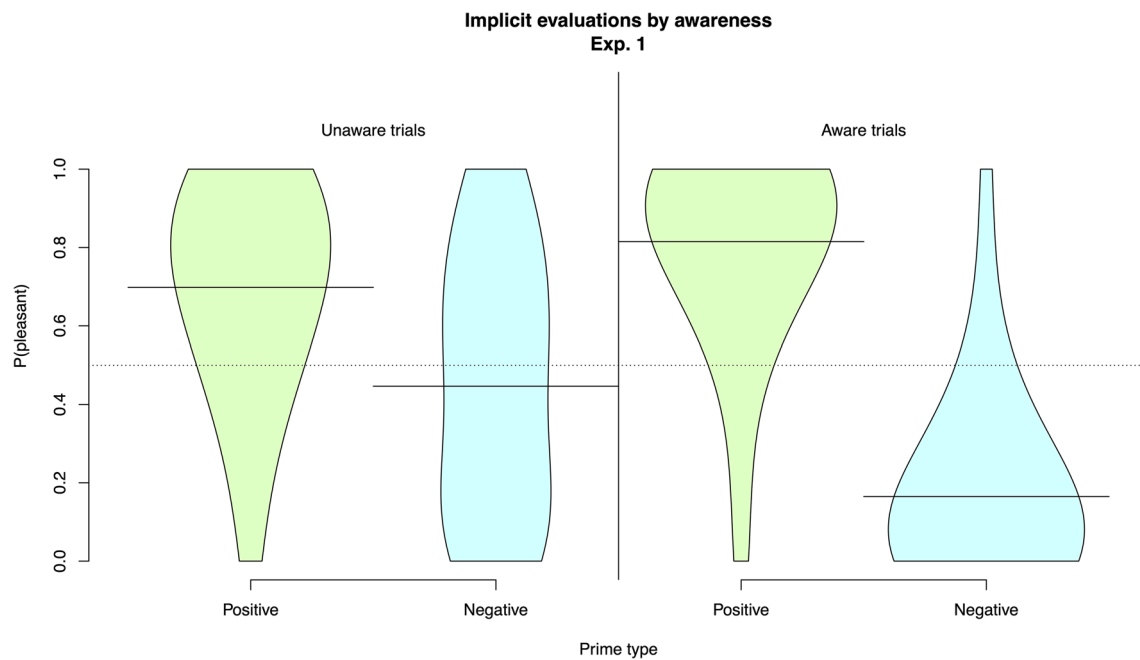 Implicit evaluations by awareness
Exp. 1
Unaware trials
Aware trials
P(pleasant)
1.0
0.8
0.6
0.4
0.2
0.0
Positive
Negative
Positive
Negative
Prime type